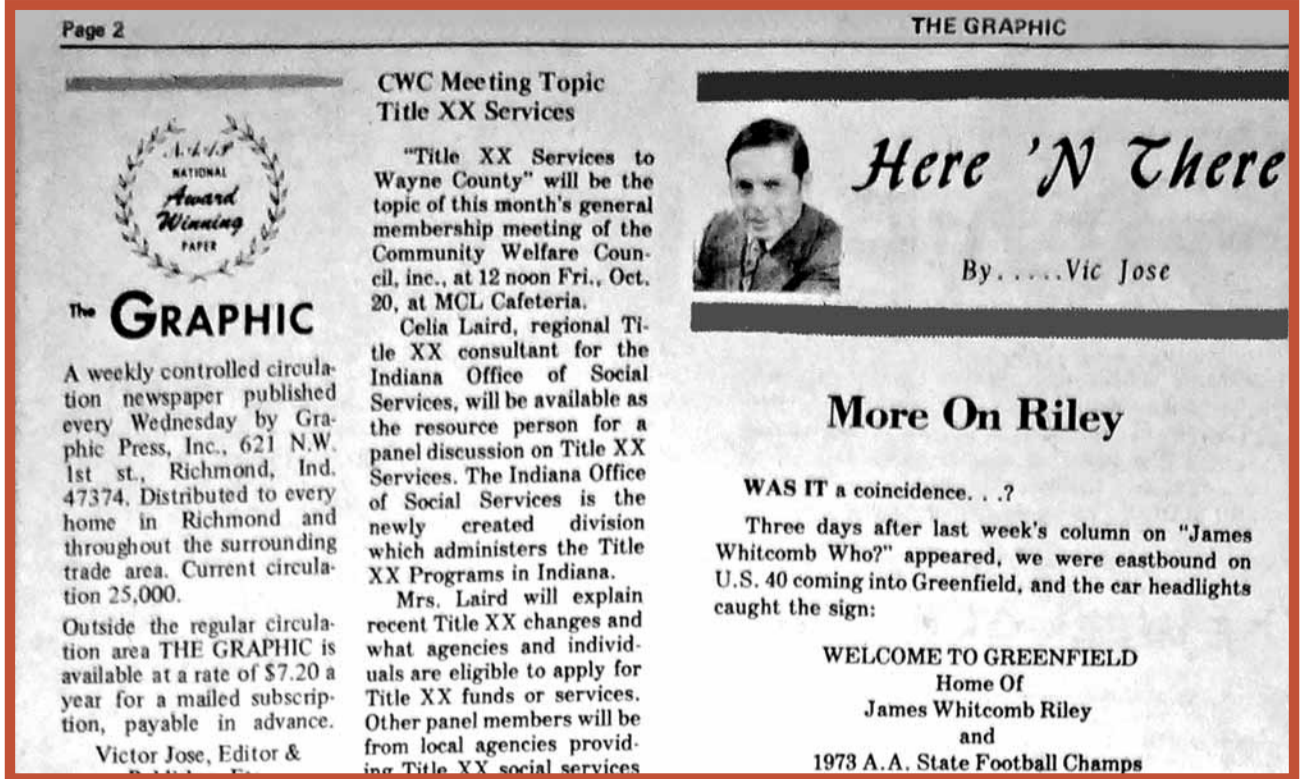 Page 2
THE GRAPHIC
A.N.P.
NATIONAL
Award
Winning
PAPER
The GRAPHIC
A weekly controlled circula-
tion newspaper published
every Wednesday by Gra-
phic Press, Inc., 621 N.W.
1st st., Richmond, Ind.
47374. Distributed to every
home in Richmond and
throughout the surrounding
trade area. Current circula-
tion 25,000.
Outside the regular circula-
tion area THE GRAPHIC is
available at a rate of $7.20 a
year for a mailed subscrip-
tion, payable in advance.
Victor Jose, Editor &
CWC Meeting Topic
Title XX Services
"Title XX Services to
Wayne County" will be the
topic of this month's general
membership meeting of the
Community Welfare Coun-
cil, inc., at 12 noon Fri., Oct.
20, at MCL Cafeteria.
Celia Laird, regional Ti-
tle XX consultant for the
Indiana Office of Social
Services, will be available as
the resource person for a
panel discussion on Title XX
Services. The Indiana Office
of Social Services is the
newly created division
which administers the Title
XX Programs in Indiana.
Mrs. Laird will explain
recent Title XX changes and
what agencies and individ-
uals are eligible to apply for
Title XX funds or services.
Other panel members will be
from local agencies provid-
ing Title XX social services
Here 'N There
By.....Vic Jose
More On Riley
WAS IT a coincidence. . .?
Three days after last week's column on "James
Whitcomb Who?" appeared, we were eastbound on
U.S. 40 coming into Greenfield, and the car headlights
caught the sign:
WELCOME TO GREENFIELD
Home Of
James Whitcomb Riley
and
1973 A.A. State Football Champs